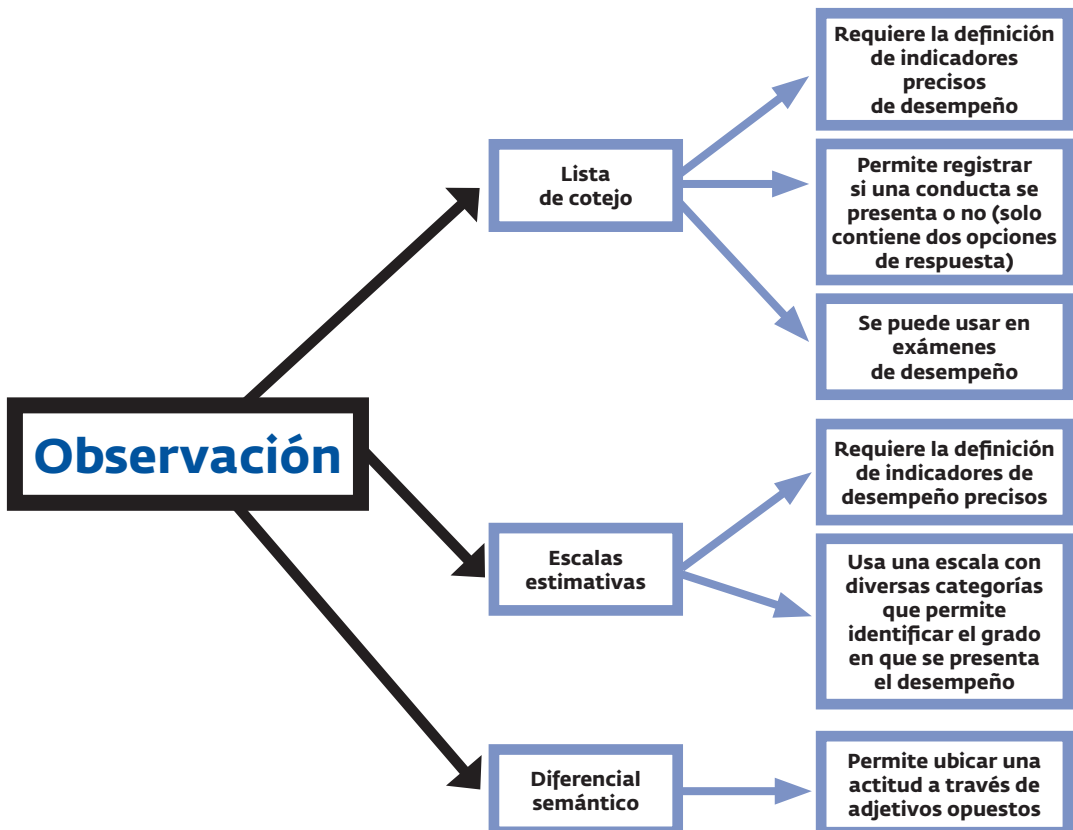 Observación
Lista
de cotejo
Requiere la definición
de indicadores
precisos
de desempeño
Permite registrar
si una conducta se
presenta o no (solo
contiene dos opciones
de respuesta)
Se puede usar en
exámenes
de desempeño
Escalas
estimativas
Requiere la definición
de indicadores de
desempeño precisos
Usa una escala con
diversas categorías
que permite
identificar el grado
en que se presenta
el desempeño
Diferencial
semántico
Permite ubicar una
actitud a través de
adjetivos opuestos